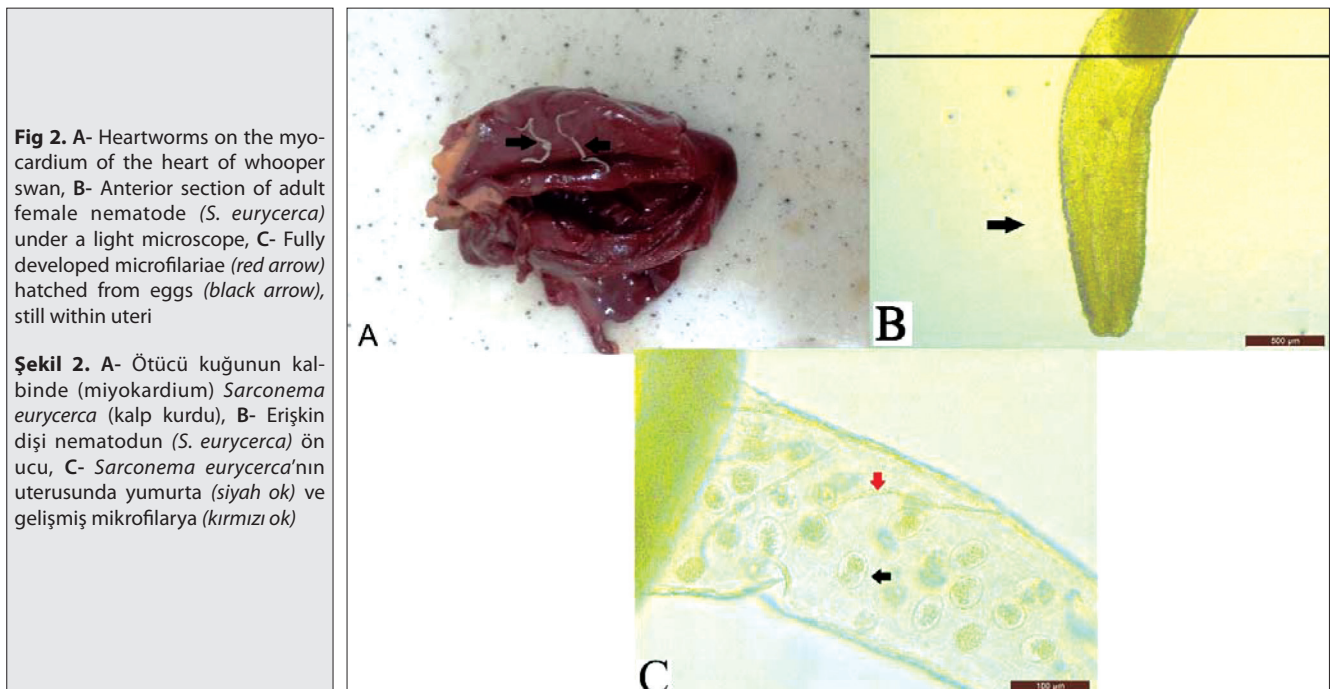 Fig 2. A- Heartworms on the myo-
cardium of the heart of whooper
swan, B- Anterior section of adult
female nematode (S. eurycerca)
under a light microscope, C- Fully
developed microfilariae (red arrow)
hatched from eggs (black arrow),
still within uteri
Şekil 2. A- Ötücü kuğunun kal-
binde (miyokardium) Sarconema
eurycerca (kalp kurdu), B- Erişkin
dişi nematodun (S. eurycerca) ön
ucu, C- Sarconema eurycerca'nın
uterusunda yumurta (siyah ok) ve
gelişmiş mikrofilarya (kırmızı ok)
A
B
500 µm
C
100 µm